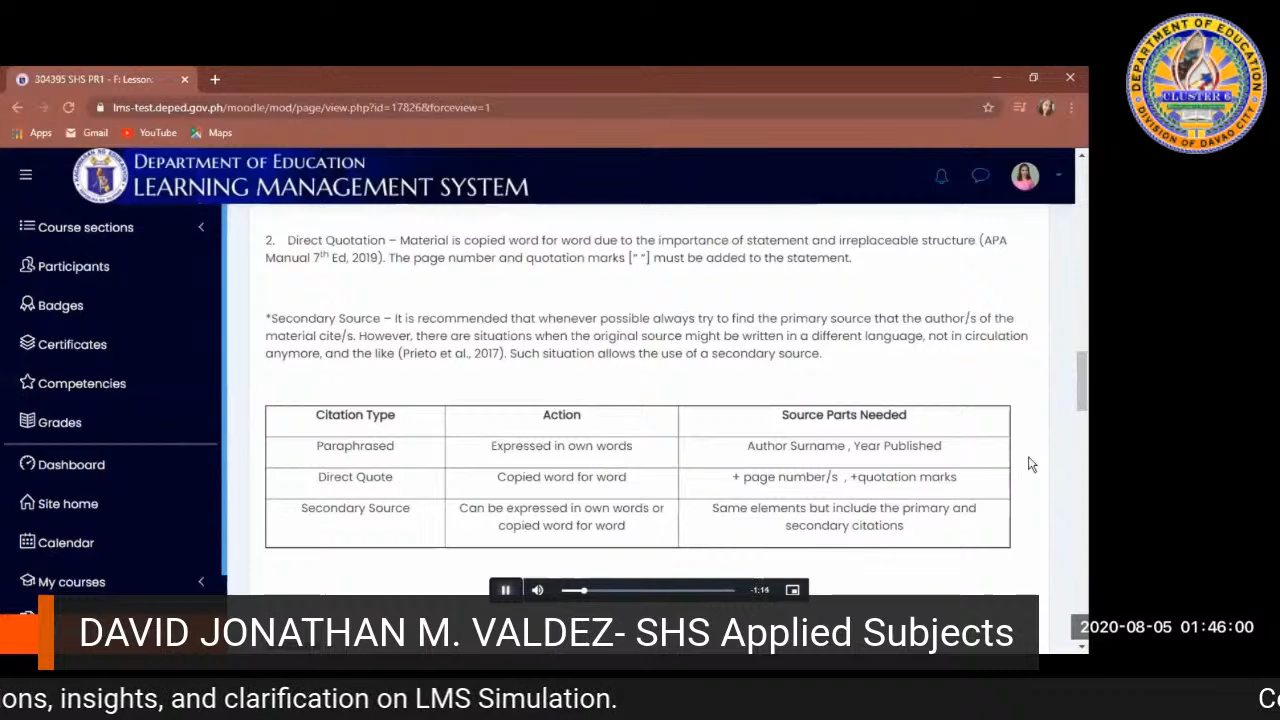 DEPARTMENT OF EDUCATION
CLUSTER 6
DIVISION OF DAVAO CITY
304395 SHS PR1 - F: Lesson:
lms-test.deped.gov.ph/moodle/mod/page/view.php?id=17826&forceview=1
Apps Gmail YouTube Maps
DEPARTMENT OF EDUCATION
LEARNING MANAGEMENT SYSTEM
Course sections
Participants
Badges
Certificates
Competencies
Grades
Dashboard
Site home
Calendar
My courses
2. Direct Quotation – Material is copied word for word due to the importance of statement and irreplaceable structure (APA
Manual 7th Ed, 2019). The page number and quotation marks [" "] must be added to the statement.
*Secondary Source – It is recommended that whenever possible always try to find the primary source that the author/s of the
material cite/s. However, there are situations when the original source might be written in a different language, not in circulation
anymore, and the like (Prieto et al., 2017). Such situation allows the use of a secondary source.
Citation Type Action Source Parts Needed
Paraphrased Expressed in own words Author Surname , Year Published
Direct Quote Copied word for word + page number/s , +quotation marks
Secondary Source Can be expressed in own words or Same elements but include the primary and
copied word for word secondary citations
-1:16
DAVID JONATHAN M. VALDEZ- SHS Applied Subjects
2020-08-05 01:46:00
ons, insights, and clarification on LMS Simulation. Co